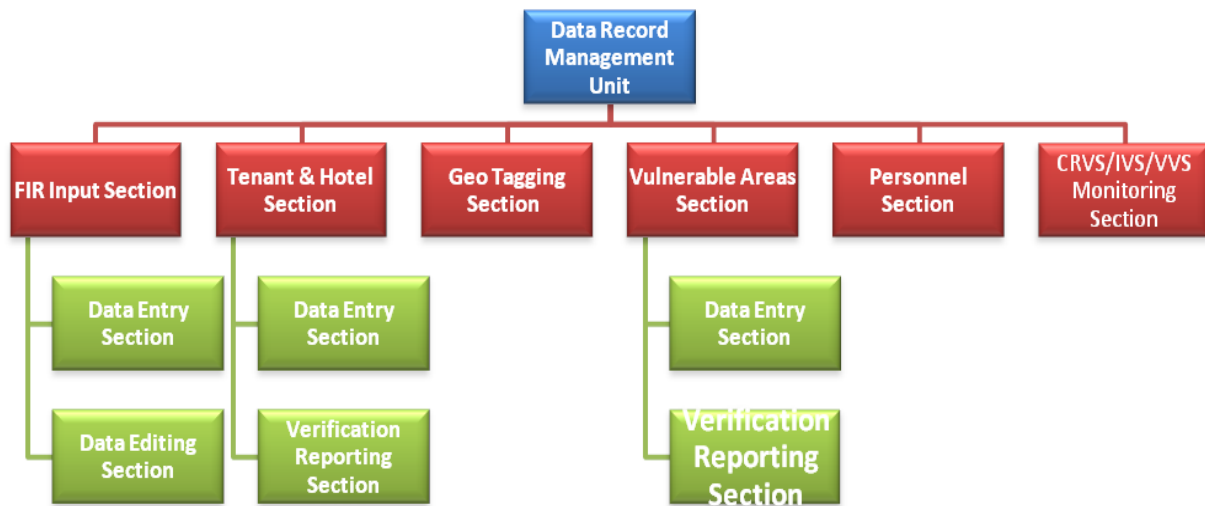 Data Record
Management
Unit
FIR Input Section
Tenant & Hotel
Section
Geo Tagging
Section
Vulnerable Areas
Section
Personnel
Section
CRVS/IVS/VVS
Monitoring
Section
Data Entry
Section
Data Editing
Section
Data Entry
Section
Verification
Reporting
Section
Data Entry
Section
Verification
Reporting
Section